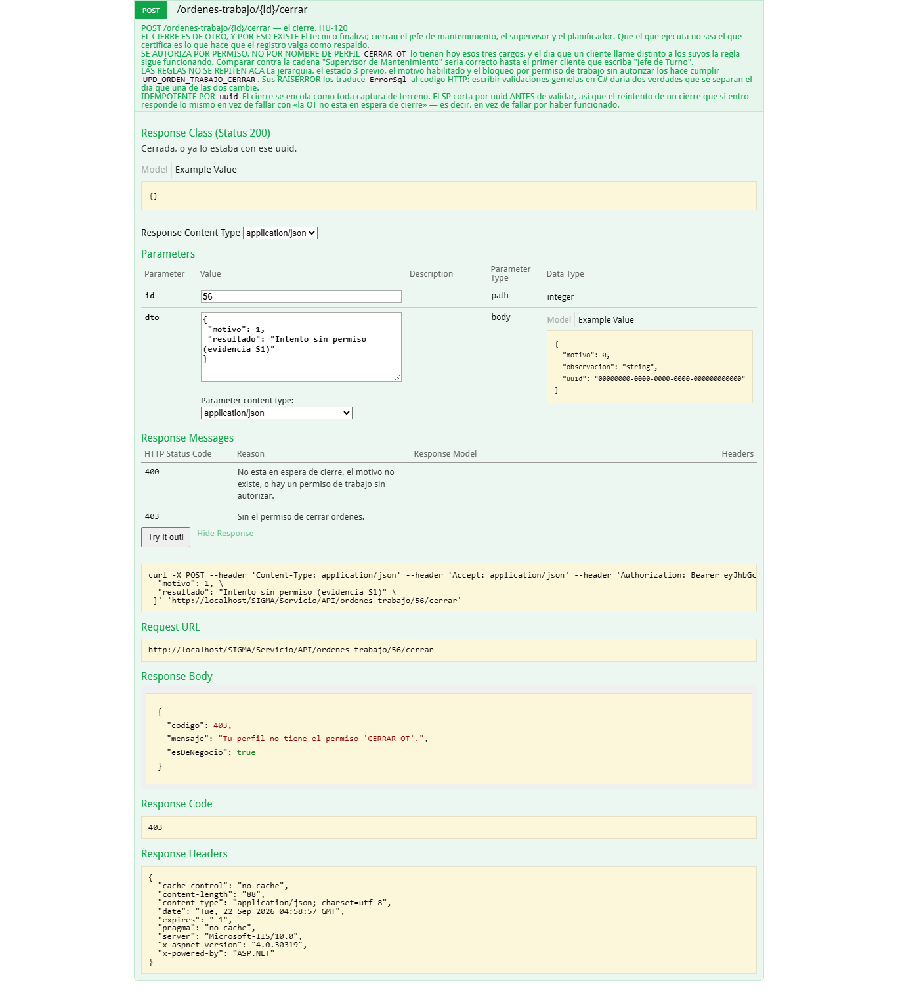 POST /ordenes-trabajo/{id}/cerrar
POST /ordenes-trabajo/{id}/cerrar — el cierre. HU-120
EL CIERRE ES DE OTRO, Y POR ESO EXISTE El tecnico finaliza; cierran el jefe de mantenimiento, el supervisor y el planificador. Que el que ejecuta no sea el que
certifica es lo que hace que el registro valga como respaldo.
SE AUTORIZA POR PERMISO, NO POR NOMBRE DE PERFIL CERRAR OT lo tienen hoy esos tres cargos, y el dia que un cliente llame distinto a los suyos la regla
sigue funcionando. Comparar contra la cadena "Supervisor de Mantenimiento" seria correcto hasta el primer cliente que escriba "Jefe de Turno".
LAS REGLAS NO SE REPITEN ACA La jerarquia, el estado 3 previo. el motivo habilitado y el bloqueo por permiso de trabajo sin autorizar los hace cumplir
UPD_ORDEN_TRABAJO_CERRAR. Sus RAISERROR los traduce ErrorSql al codigo HTTP: escribir validaciones gemelas en C# daria dos verdades que se separan el
dia que una de las dos cambie.
IDEMPOTENTE POR uuid El cierre se encola como toda captura de terreno. El SP corta por uuid ANTES de validar, asi que el reintento de un cierre que si entro
responde lo mismo en vez de fallar con «la OT no esta en espera de cierre» — es decir, en vez de fallar por haber funcionado.
Response Class (Status 200)
Cerrada, o ya lo estaba con ese uuid.
Model Example Value
{}
Response Content Type application/json
Parameters
Parameter Value Description Parameter Type Data Type
id 56 path integer
dto
{
"motivo": 1,
"resultado": "Intento sin permiso
(evidencia S1)"
}
body
Model Example Value
{
"motivo": 0,
"observacion": "string",
"uuid": "00000000-0000-0000-0000-000000000000"
}
Parameter content type:
application/json
Response Messages
HTTP Status Code Reason Response Model Headers
400 No esta en espera de cierre, el motivo no
existe, o hay un permiso de trabajo sin
autorizar.
403 Sin el permiso de cerrar ordenes.
Try it out! Hide Response
curl -X POST --header 'Content-Type: application/json' --header 'Accept: application/json' --header 'Authorization: Bearer eyJhbGc
"motivo": 1, \
"resultado": "Intento sin permiso (evidencia S1)" \
}' 'http://localhost/SIGMA/Servicio/API/ordenes-trabajo/56/cerrar'
Request URL
http://localhost/SIGMA/Servicio/API/ordenes-trabajo/56/cerrar
Response Body
{
"codigo": 403,
"mensaje": "Tu perfil no tiene el permiso 'CERRAR OT'.",
"esDeNegocio": true
}
Response Code
403
Response Headers
{
"cache-control": "no-cache",
"content-length": "88",
"content-type": "application/json; charset=utf-8",
"date": "Tue, 22 Sep 2026 04:58:57 GMT",
"expires": "-1",
"pragma": "no-cache",
"server": "Microsoft-IIS/10.0",
"x-aspnet-version": "4.0.30319",
"x-powered-by": "ASP.NET"
}